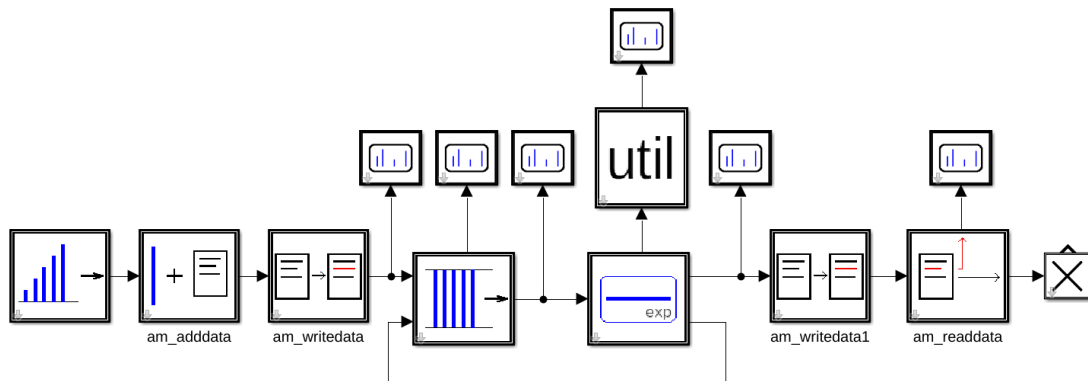 util
exp
am_adddata
am_writedata
am_writedata1
am_readdata